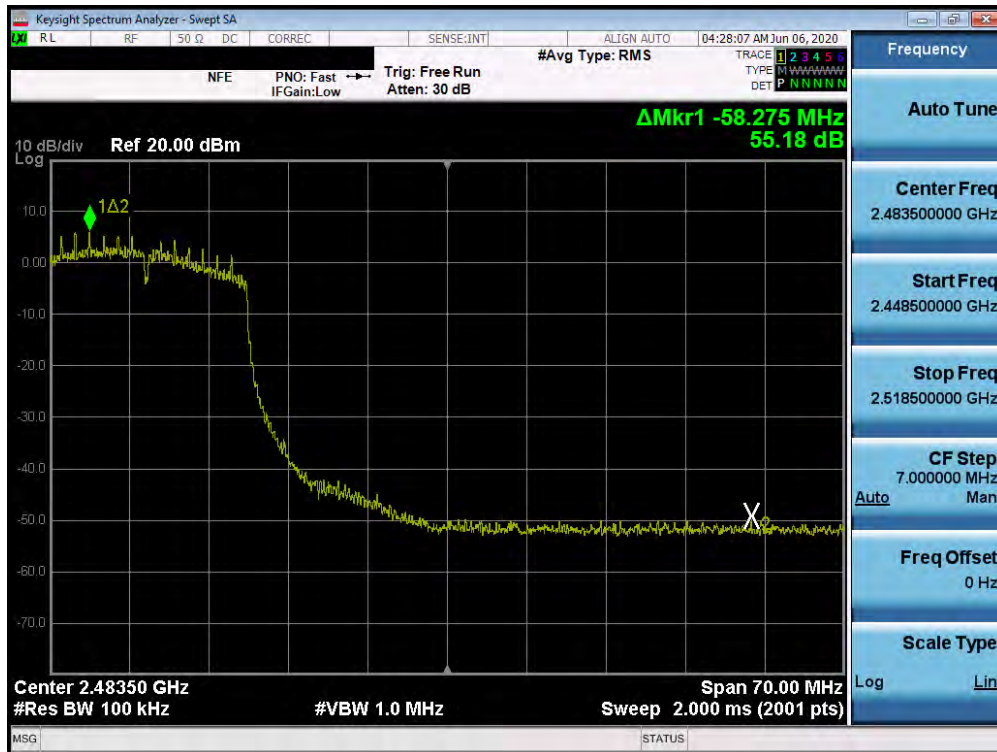 Keysight Spectrum Analyzer - Swept SA
LXI RL RF 50 Ω DC CORREC SENSE:INT ALIGN AUTO 04:28:07 AM Jun 06, 2020
#Avg Type: RMS TRACE 1 2 3 4 5 6
NFE PNO: Fast Trig: Free Run TYPE M WWWWW
IFGain:Low Atten: 30 dB DET P N N N N N
ΔMkr1 -58.275 MHz
55.18 dB
10 dB/div Ref 20.00 dBm
Log
1Δ2
10.0
0.00
-10.0
-20.0
-30.0
-40.0
-50.0
2
-60.0
-70.0
Center 2.48350 GHz Span 70.00 MHz
#Res BW 100 kHz #VBW 1.0 MHz Sweep 2.000 ms (2001 pts)
MSG STATUS
Frequency
Auto Tune
Center Freq
2.483500000 GHz
Start Freq
2.448500000 GHz
Stop Freq
2.518500000 GHz
CF Step
7.000000 MHz
Auto Man
Freq Offset
0 Hz
Scale Type
Log Lin